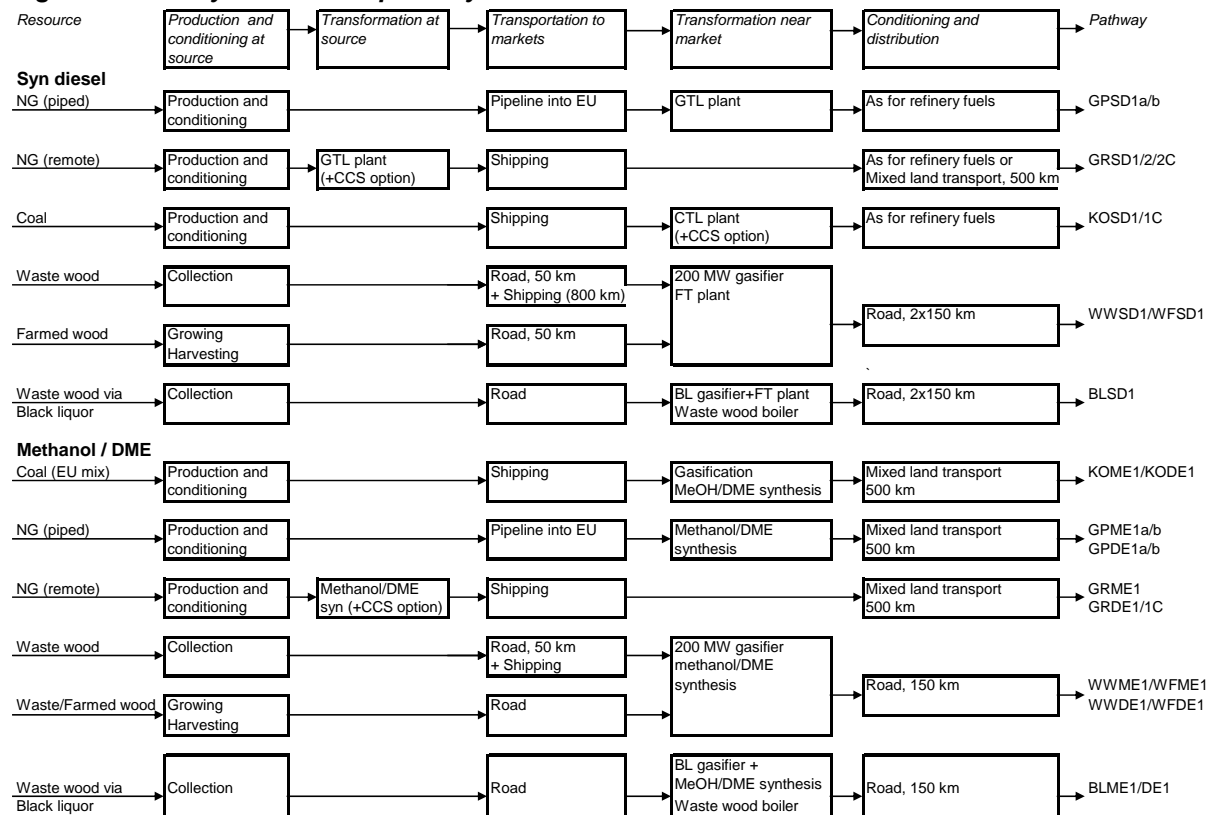 Resource
Production and
conditioning at
source
Transformation at
source
Transportation to
markets
Transformation near
market
Conditioning and
distribution
Pathway
Syn diesel
NG (piped)
Production and
conditioning
Pipeline into EU
GTL plant
As for refinery fuels
GPSD1a/b
NG (remote)
Production and
conditioning
GTL plant
(+CCS option)
Shipping
As for refinery fuels or
Mixed land transport, 500 km
GRSD1/2/2C
Coal
Production and
conditioning
Shipping
CTL plant
(+CCS option)
As for refinery fuels
KOSD1/1C
Waste wood
Collection
Road, 50 km
+ Shipping (800 km)
200 MW gasifier
FT plant
Road, 2x150 km
WWSD1/WFSD1
Farmed wood
Growing
Harvesting
Road, 50 km
`
Waste wood via
Black liquor
Collection
Road
BL gasifier+FT plant
Waste wood boiler
Road, 2x150 km
BLSD1
Methanol / DME
Coal (EU mix)
Production and
conditioning
Shipping
Gasification
MeOH/DME synthesis
Mixed land transport
500 km
KOME1/KODE1
NG (piped)
Production and
conditioning
Pipeline into EU
Methanol/DME
synthesis
Mixed land transport
500 km
GPME1a/b
GPDE1a/b
NG (remote)
Production and
conditioning
Methanol/DME
syn (+CCS option)
Shipping
Mixed land transport
500 km
GRME1
GRDE1/1C
Waste wood
Collection
Road, 50 km
+ Shipping
200 MW gasifier
methanol/DME
synthesis
Road, 150 km
WWME1/WFME1
WWDE1/WFDE1
Waste/Farmed wood
Growing
Harvesting
Road
Waste wood via
Black liquor
Collection
Road
BL gasifier +
MeOH/DME synthesis
Waste wood boiler
Road, 150 km
BLME1/DE1